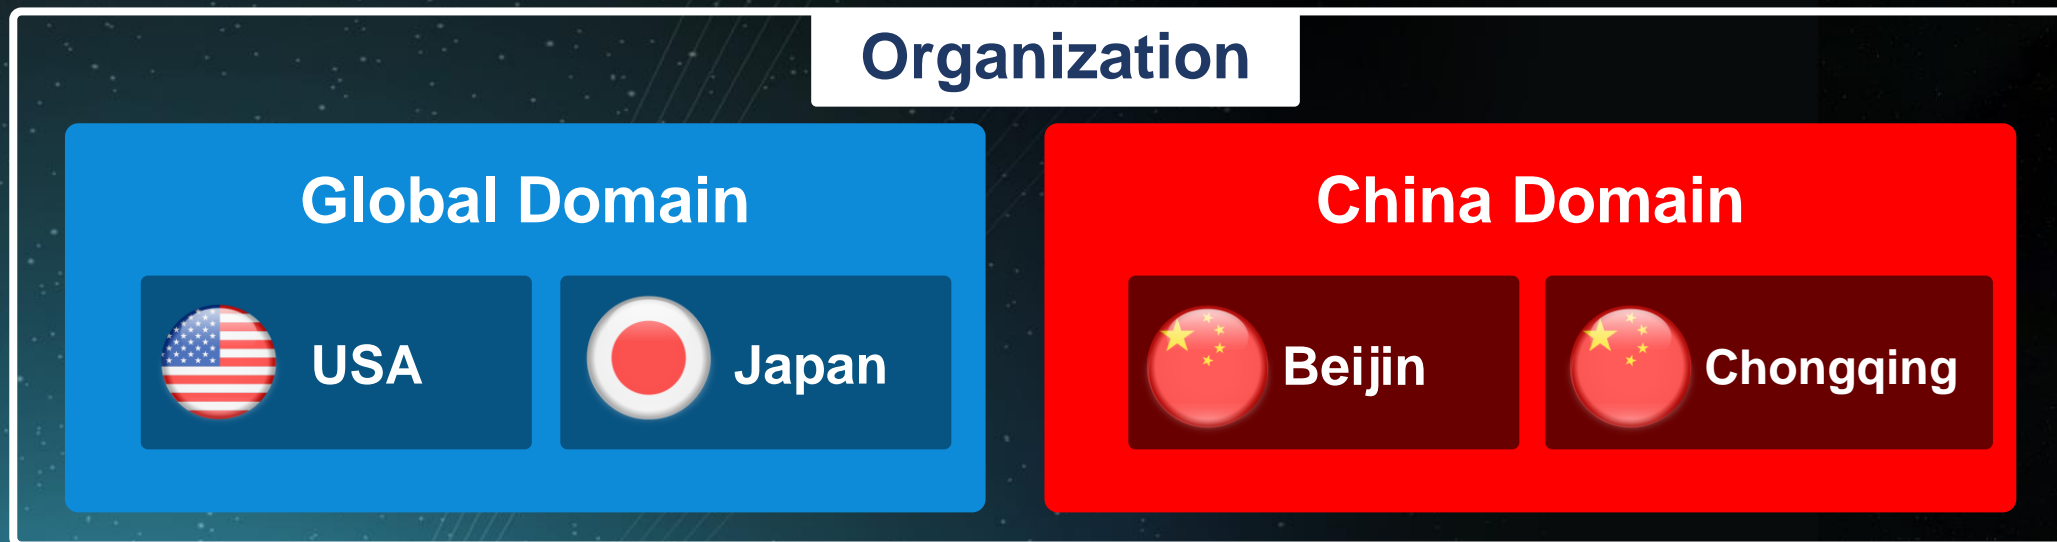 Organization
Global Domain
China Domain
USA
Japan
Beijin
Chongqing